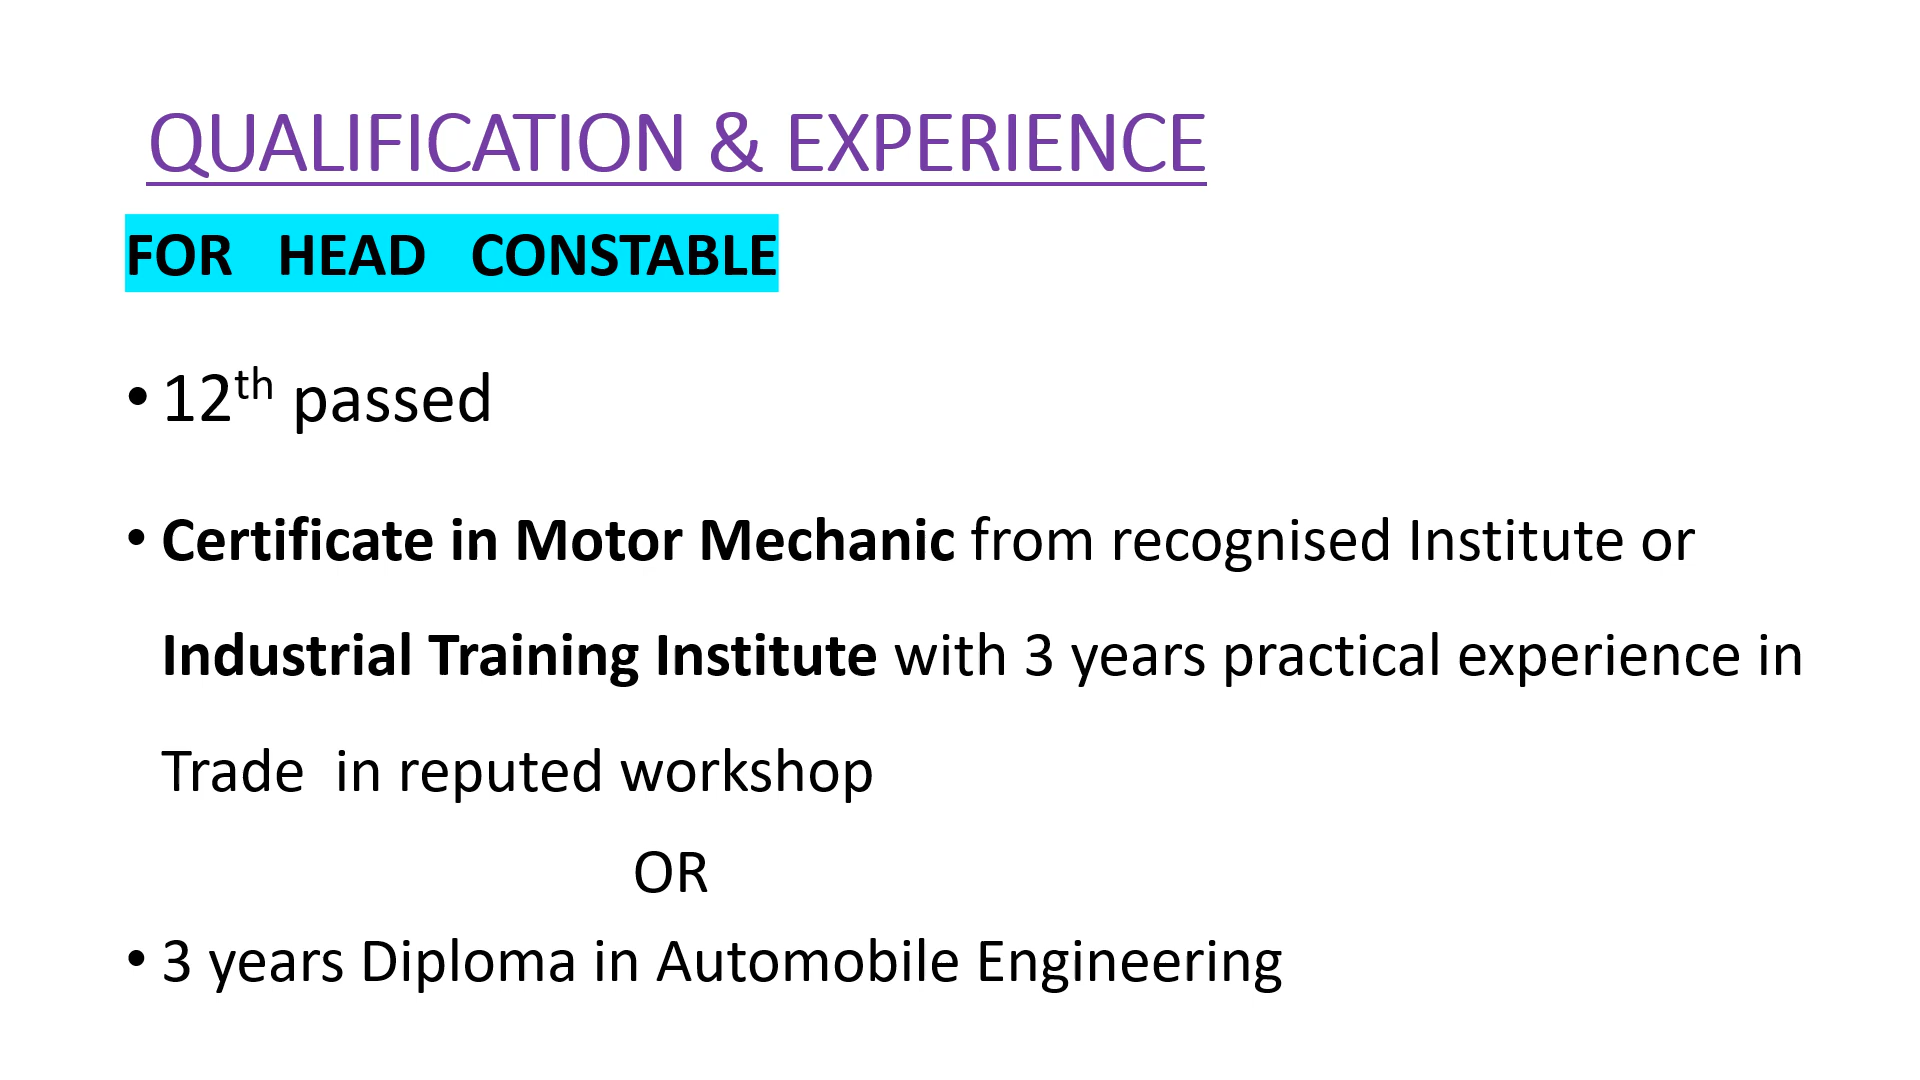 QUALIFICATION & EXPERIENCE
FOR HEAD CONSTABLE
• 12th passed
• Certificate in Motor Mechanic from recognised Institute or
Industrial Training Institute with 3 years practical experience in
Trade in reputed workshop
OR
• 3 years Diploma in Automobile Engineering